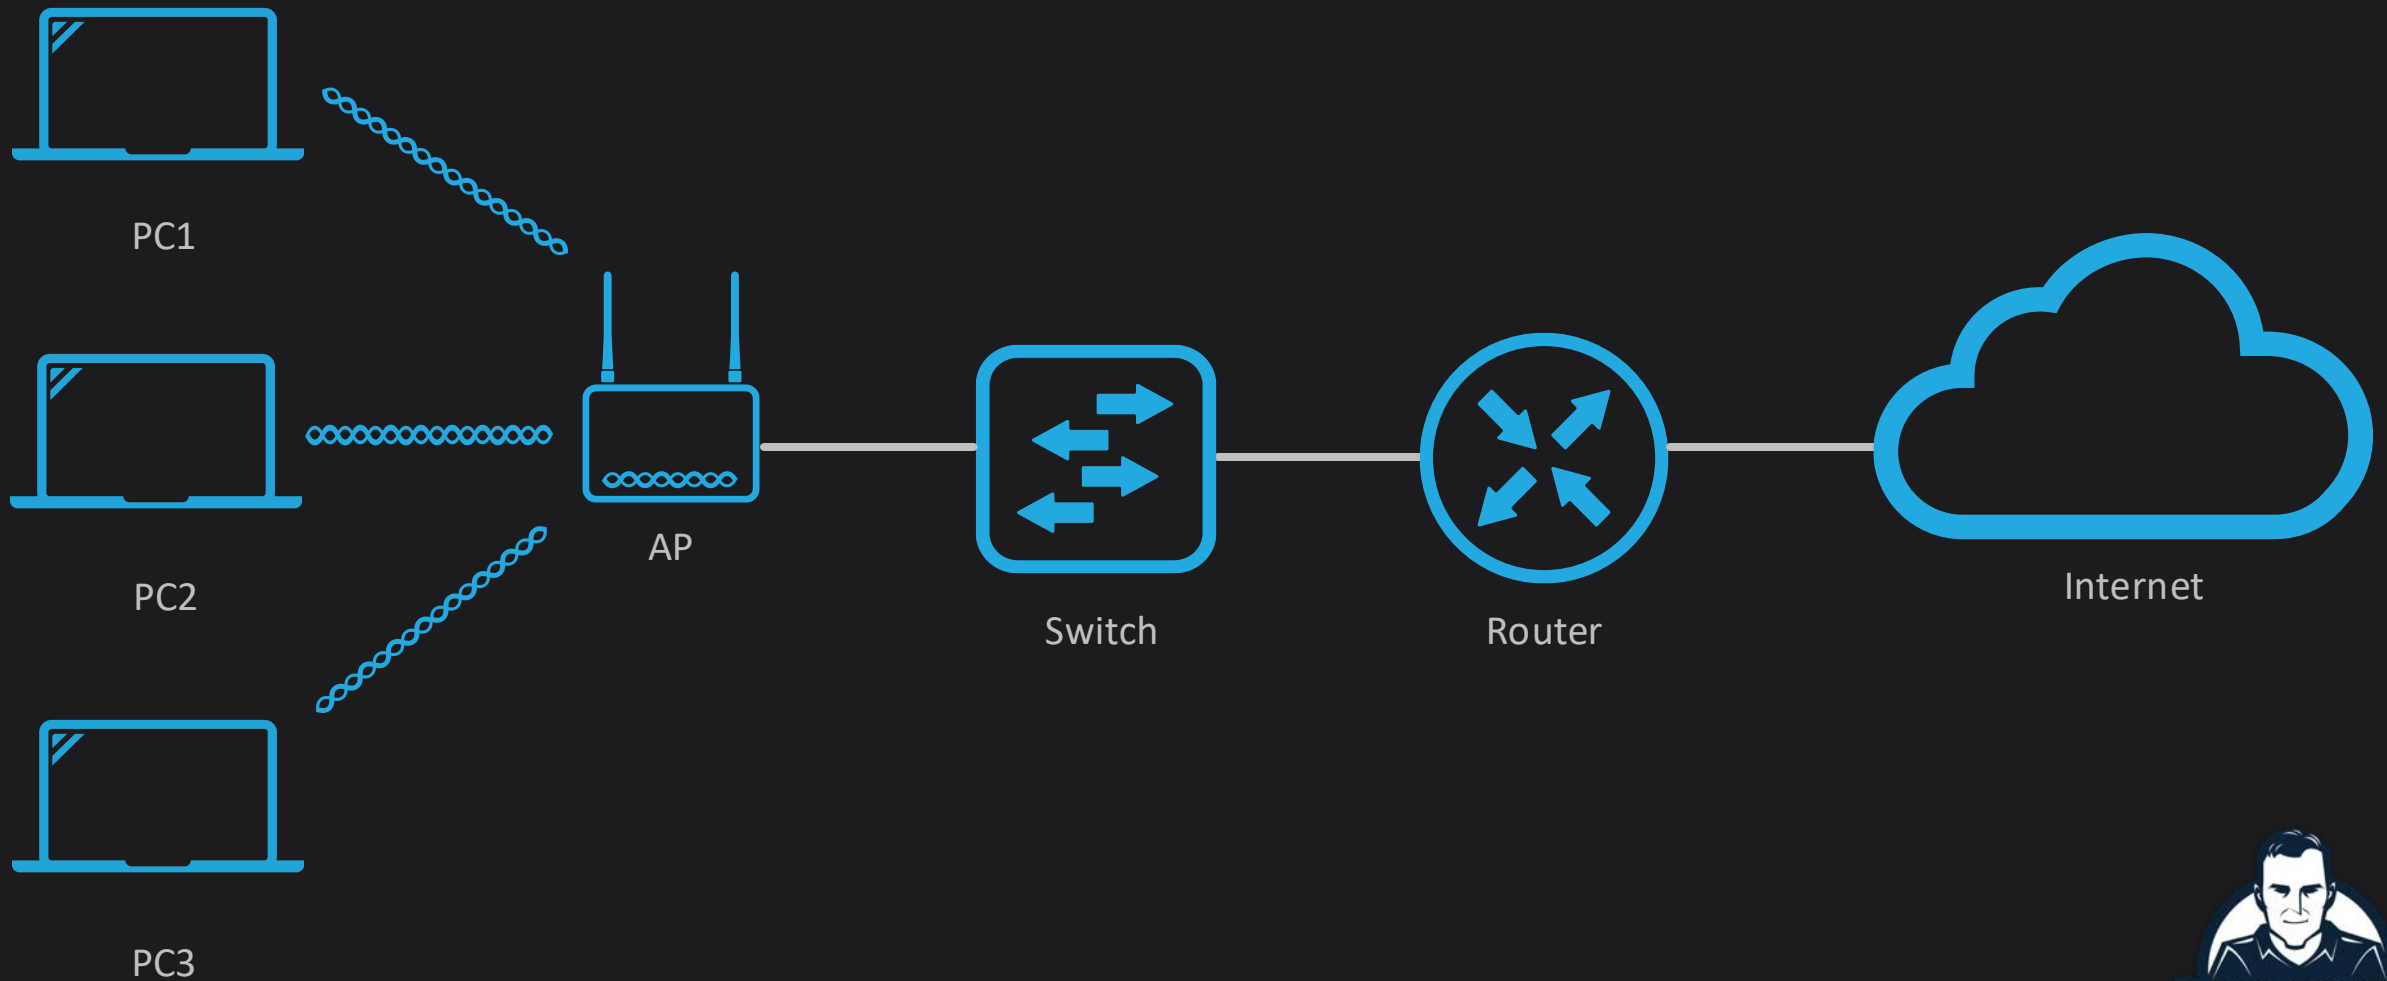 PC1
PC2
PC3
AP
Switch
Router
Internet